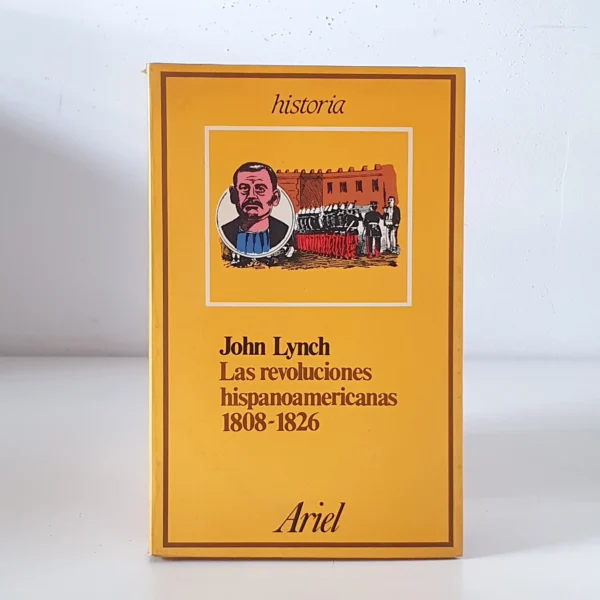 historia
John Lynch
Las revoluciones
hispanoamericanas
1808-1826
Ariel